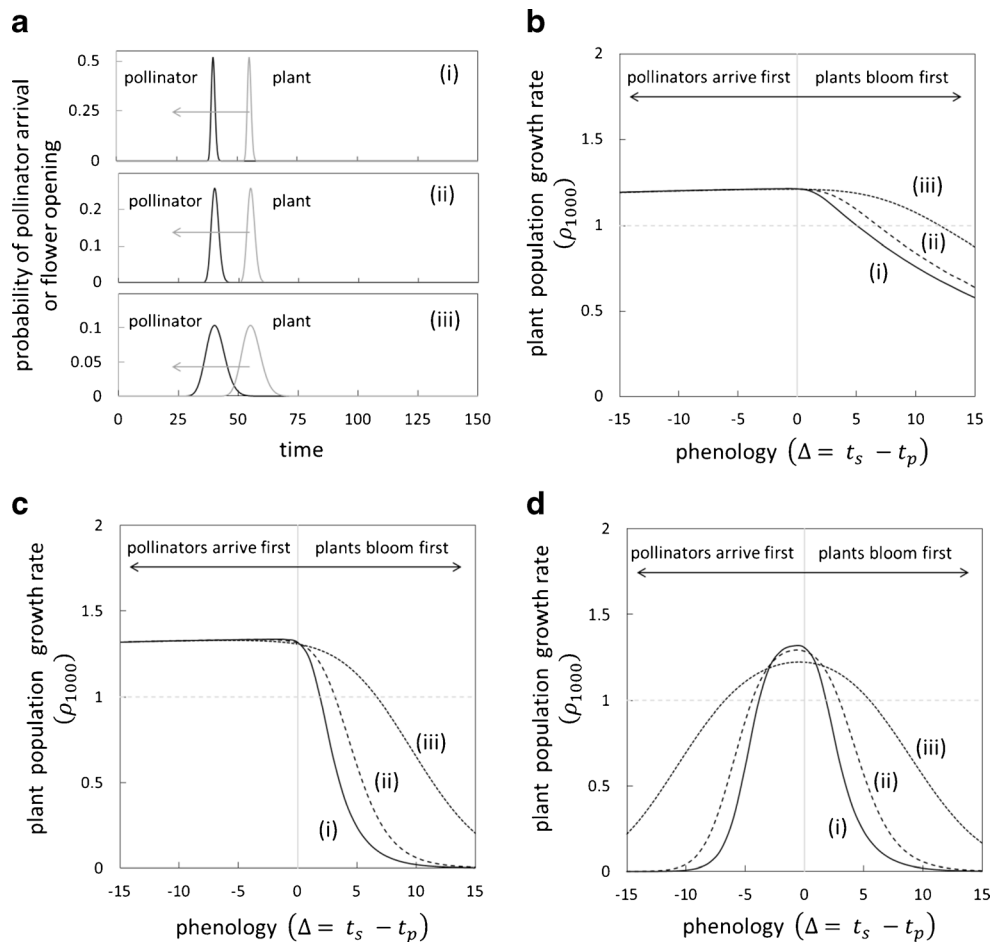 a
probability of pollinator arrival
or flower opening
0.5
0
pollinator
plant
(i)
0.2
0.1
0
pollinator
plant
(ii)
0.1
0.05
0
pollinator
plant
(iii)
0 25 50 75 100 125 150
time
b
plant population growth rate
(ρ1000)
2
1.5
1
0.5
0
pollinators arrive first
plants bloom first
(iii)
(ii)
(i)
-15 -10 -5 0 5 10 15
phenology (Δ = ts − tp)
c
plant population growth rate
(ρ1000)
2
1.5
1
0.5
0
pollinators arrive first
plants bloom first
(iii)
(ii)
(i)
-15 -10 -5 0 5 10 15
phenology (Δ = ts − tp)
d
plant population growth rate
(ρ1000)
2
1.5
1
0.5
0
pollinators arrive first
plants bloom first
(iii)
(ii)
(i)
-15 -10 -5 0 5 10 15
phenology (Δ = ts − tp)